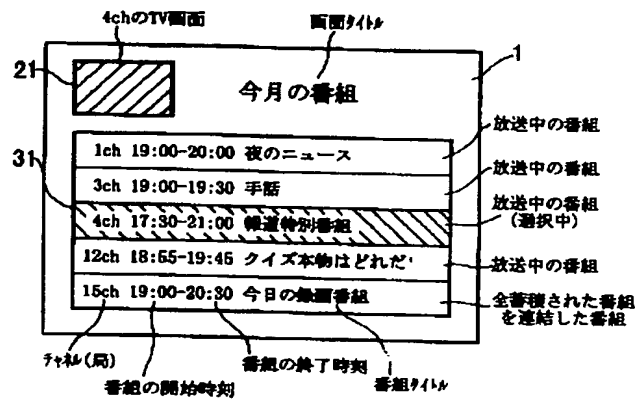 4chのTV画面
画面タイトル
21
1
今月の番組
放送中の番組
31
1ch 19:00-20:00 夜のニュース
放送中の番組
3ch 19:00-19:30 手話
放送中の番組
(選択中)
4ch 17:30-21:00 報道特別番組
12ch 18:55-19:45 クイズ本物はどれだ
放送中の番組
15ch 19:00-20:30 今日の録画番組
全蓄積された番組
を連結した番組
チャネル(局)
番組の開始時刻
番組の終了時刻
番組タイトル